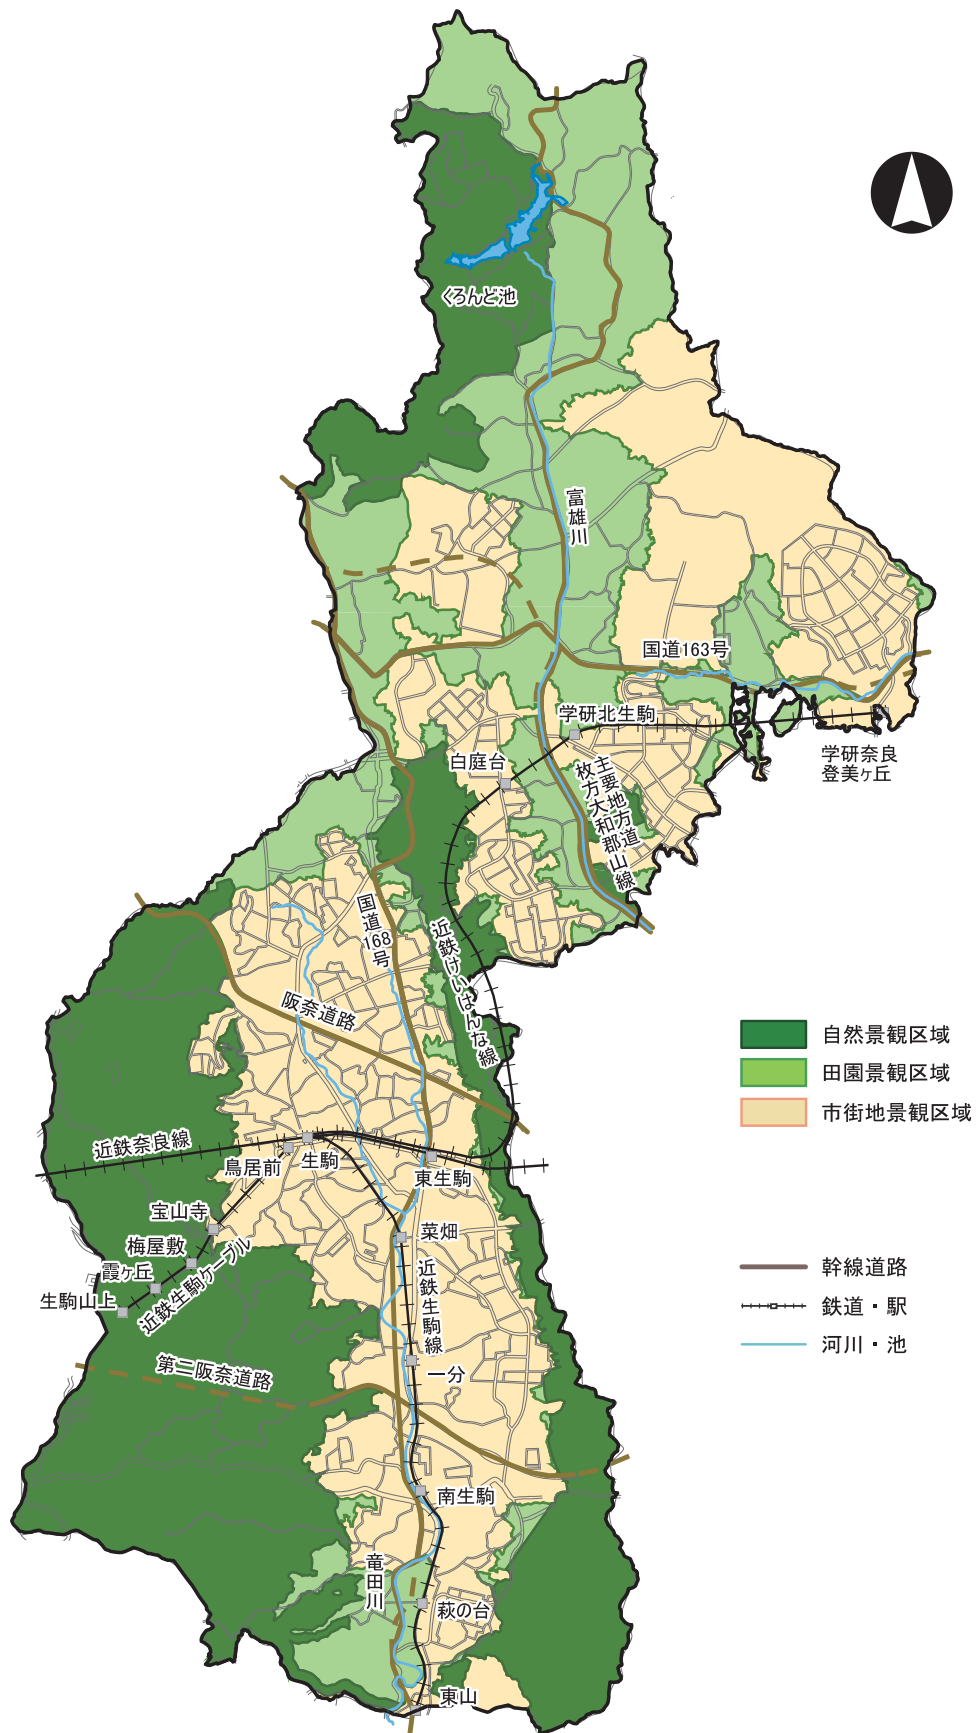 くろんど池
富雄川
国道163号
学研北生駒
白庭台
学研奈良
登美ヶ丘
主要地方道
枚方大和郡山線
国道168号
近鉄けいはんな線
阪奈道路
自然景観区域
田園景観区域
市街地景観区域
近鉄奈良線
鳥居前
生駒
東生駒
宝山寺
菜畑
梅屋敷
霞ヶ丘
生駒山上
近鉄生駒ケーブル
近鉄生駒線
幹線道路
鉄道・駅
河川・池
第二阪奈道路
一分
南生駒
竜田川
萩の台
東山